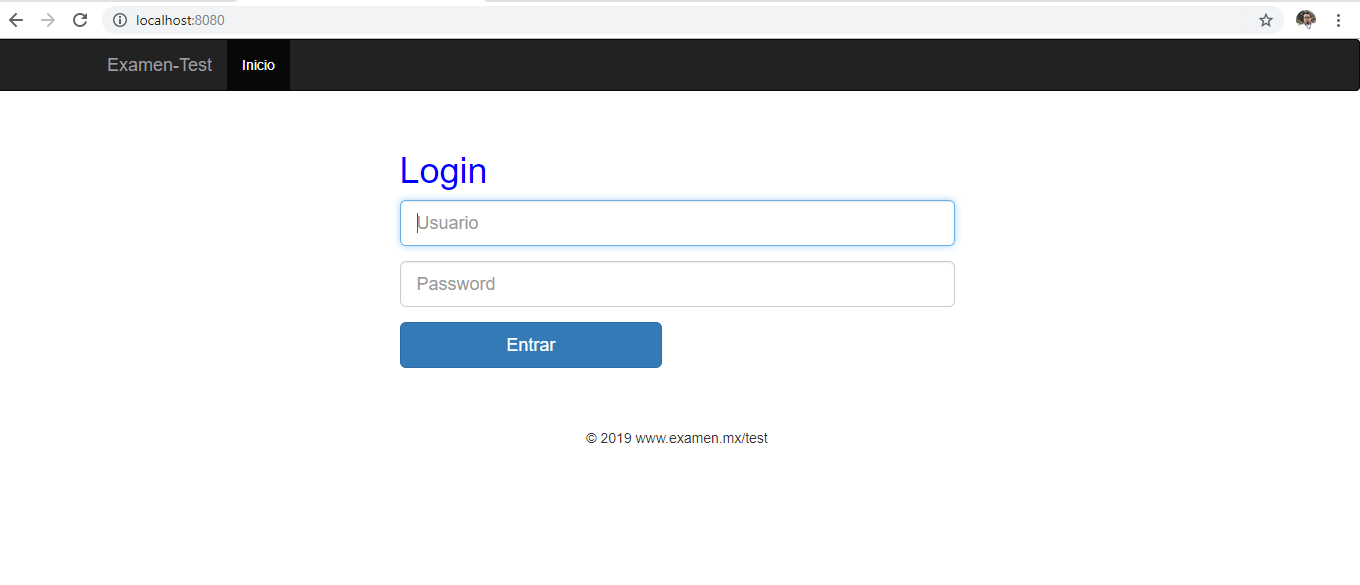 localhost:8080
Examen-Test Inicio
Login
Usuario
Password
Entrar
© 2019 www.examen.mx/test